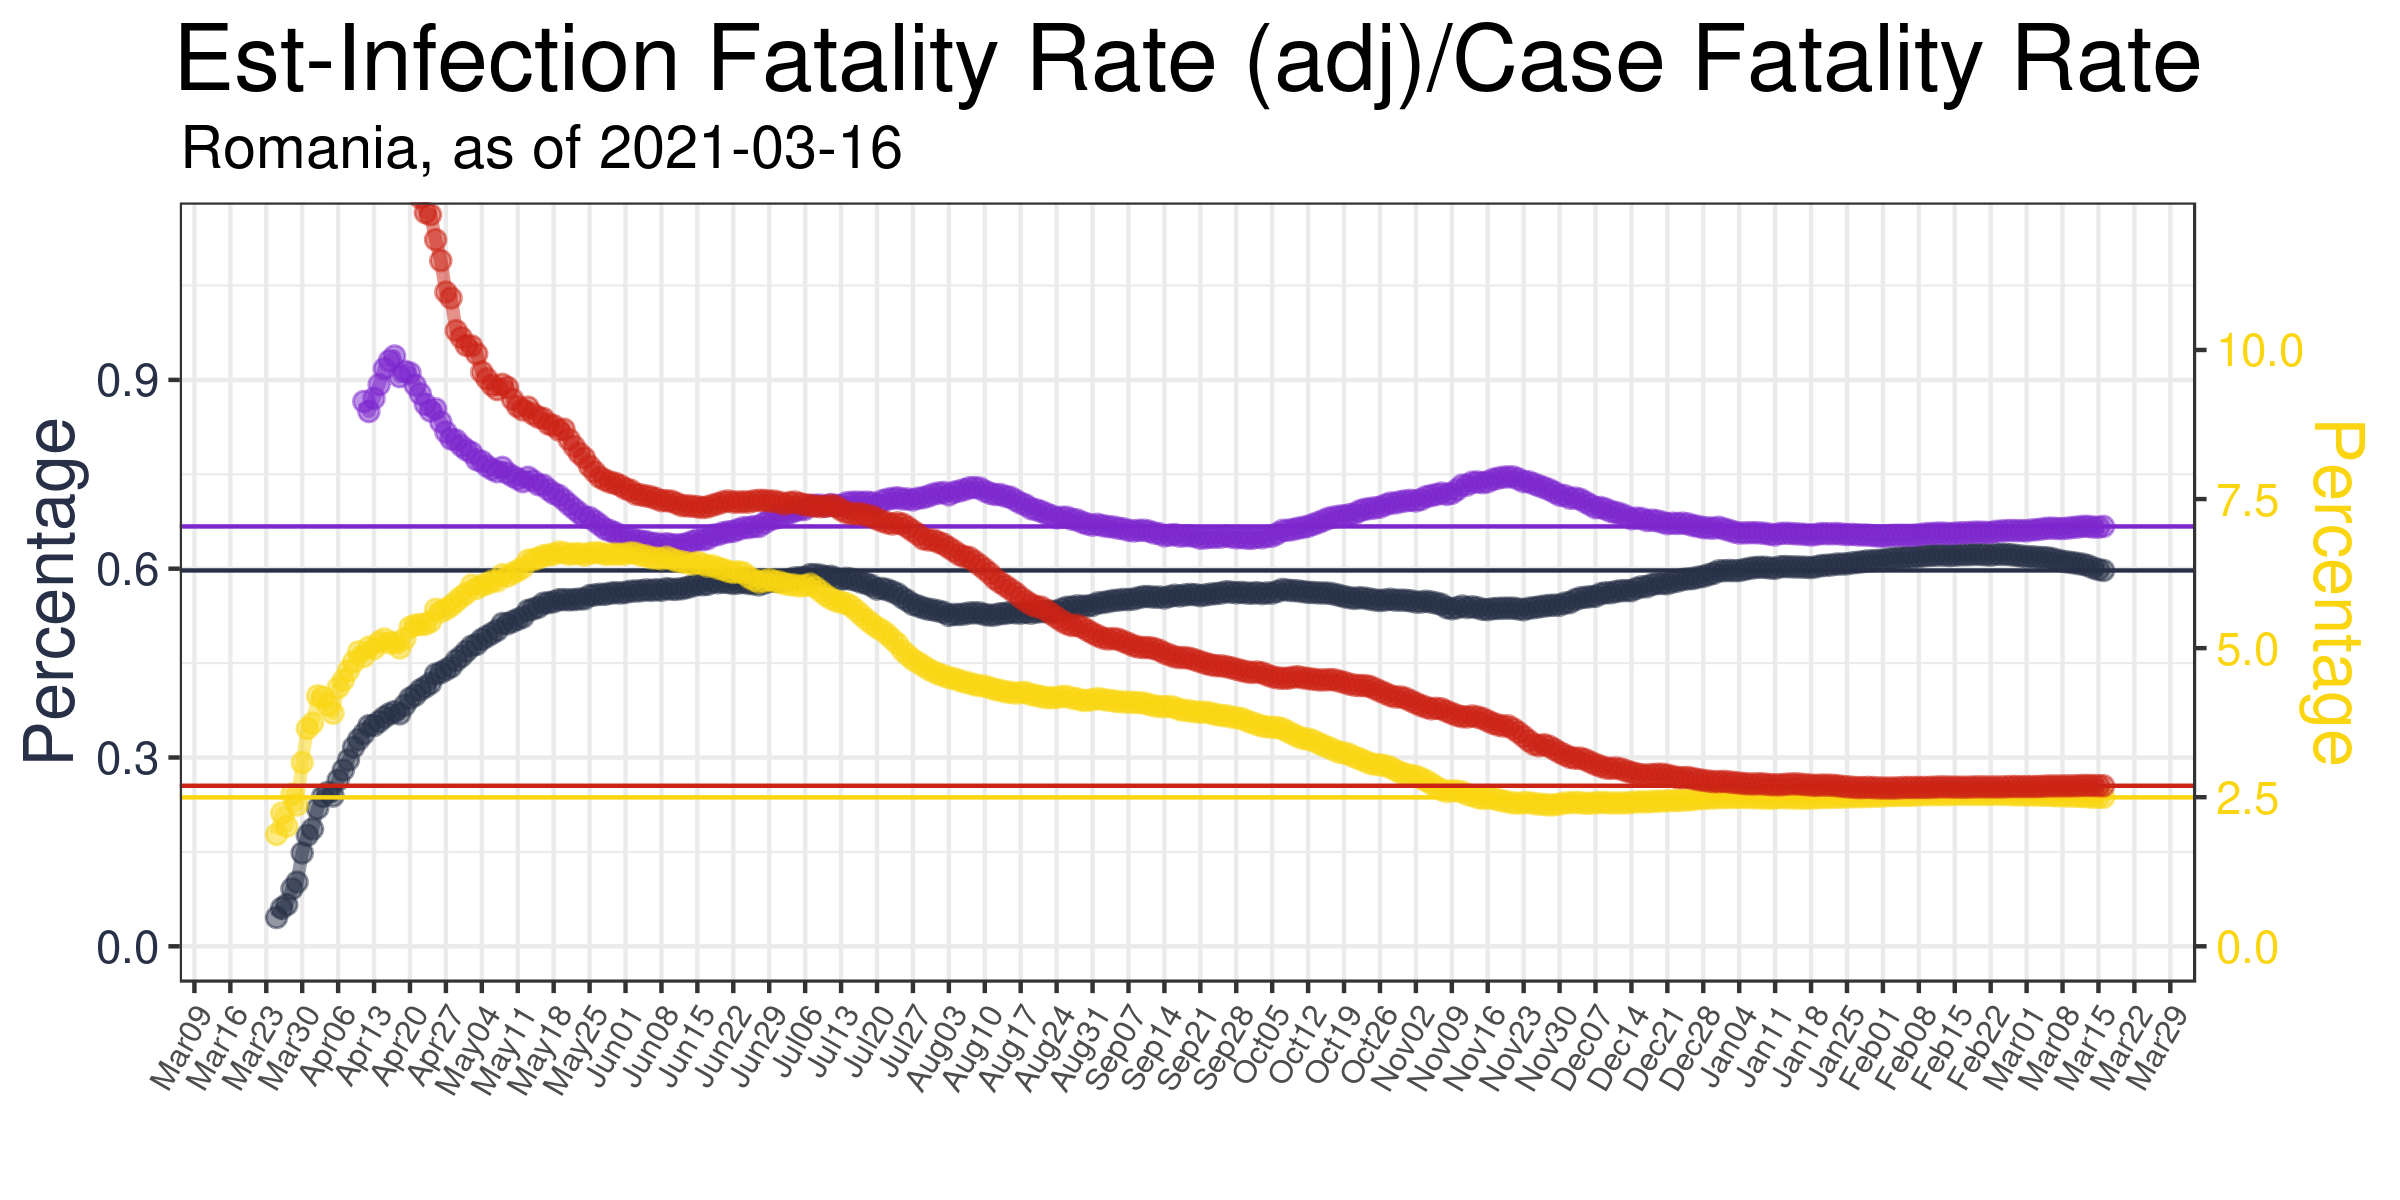 Est-Infection Fatality Rate (adj)/Case Fatality Rate
Romania, as of 2021-03-16
Percentage
0.9
0.6
0.3
0.0
10.0
7.5
5.0
2.5
0.0
Percentage
Mar09
Mar16
Mar23
Mar30
Apr06
Apr13
Apr20
Apr27
May04
May11
May18
May25
Jun01
Jun08
Jun15
Jun22
Jun29
Jul06
Jul13
Jul20
Jul27
Aug03
Aug10
Aug17
Aug24
Aug31
Sep07
Sep14
Sep21
Sep28
Oct05
Oct12
Oct19
Oct26
Nov02
Nov09
Nov16
Nov23
Nov30
Dec07
Dec14
Dec21
Dec28
Jan04
Jan11
Jan18
Jan25
Feb01
Feb08
Feb15
Feb22
Mar01
Mar08
Mar15
Mar22
Mar29